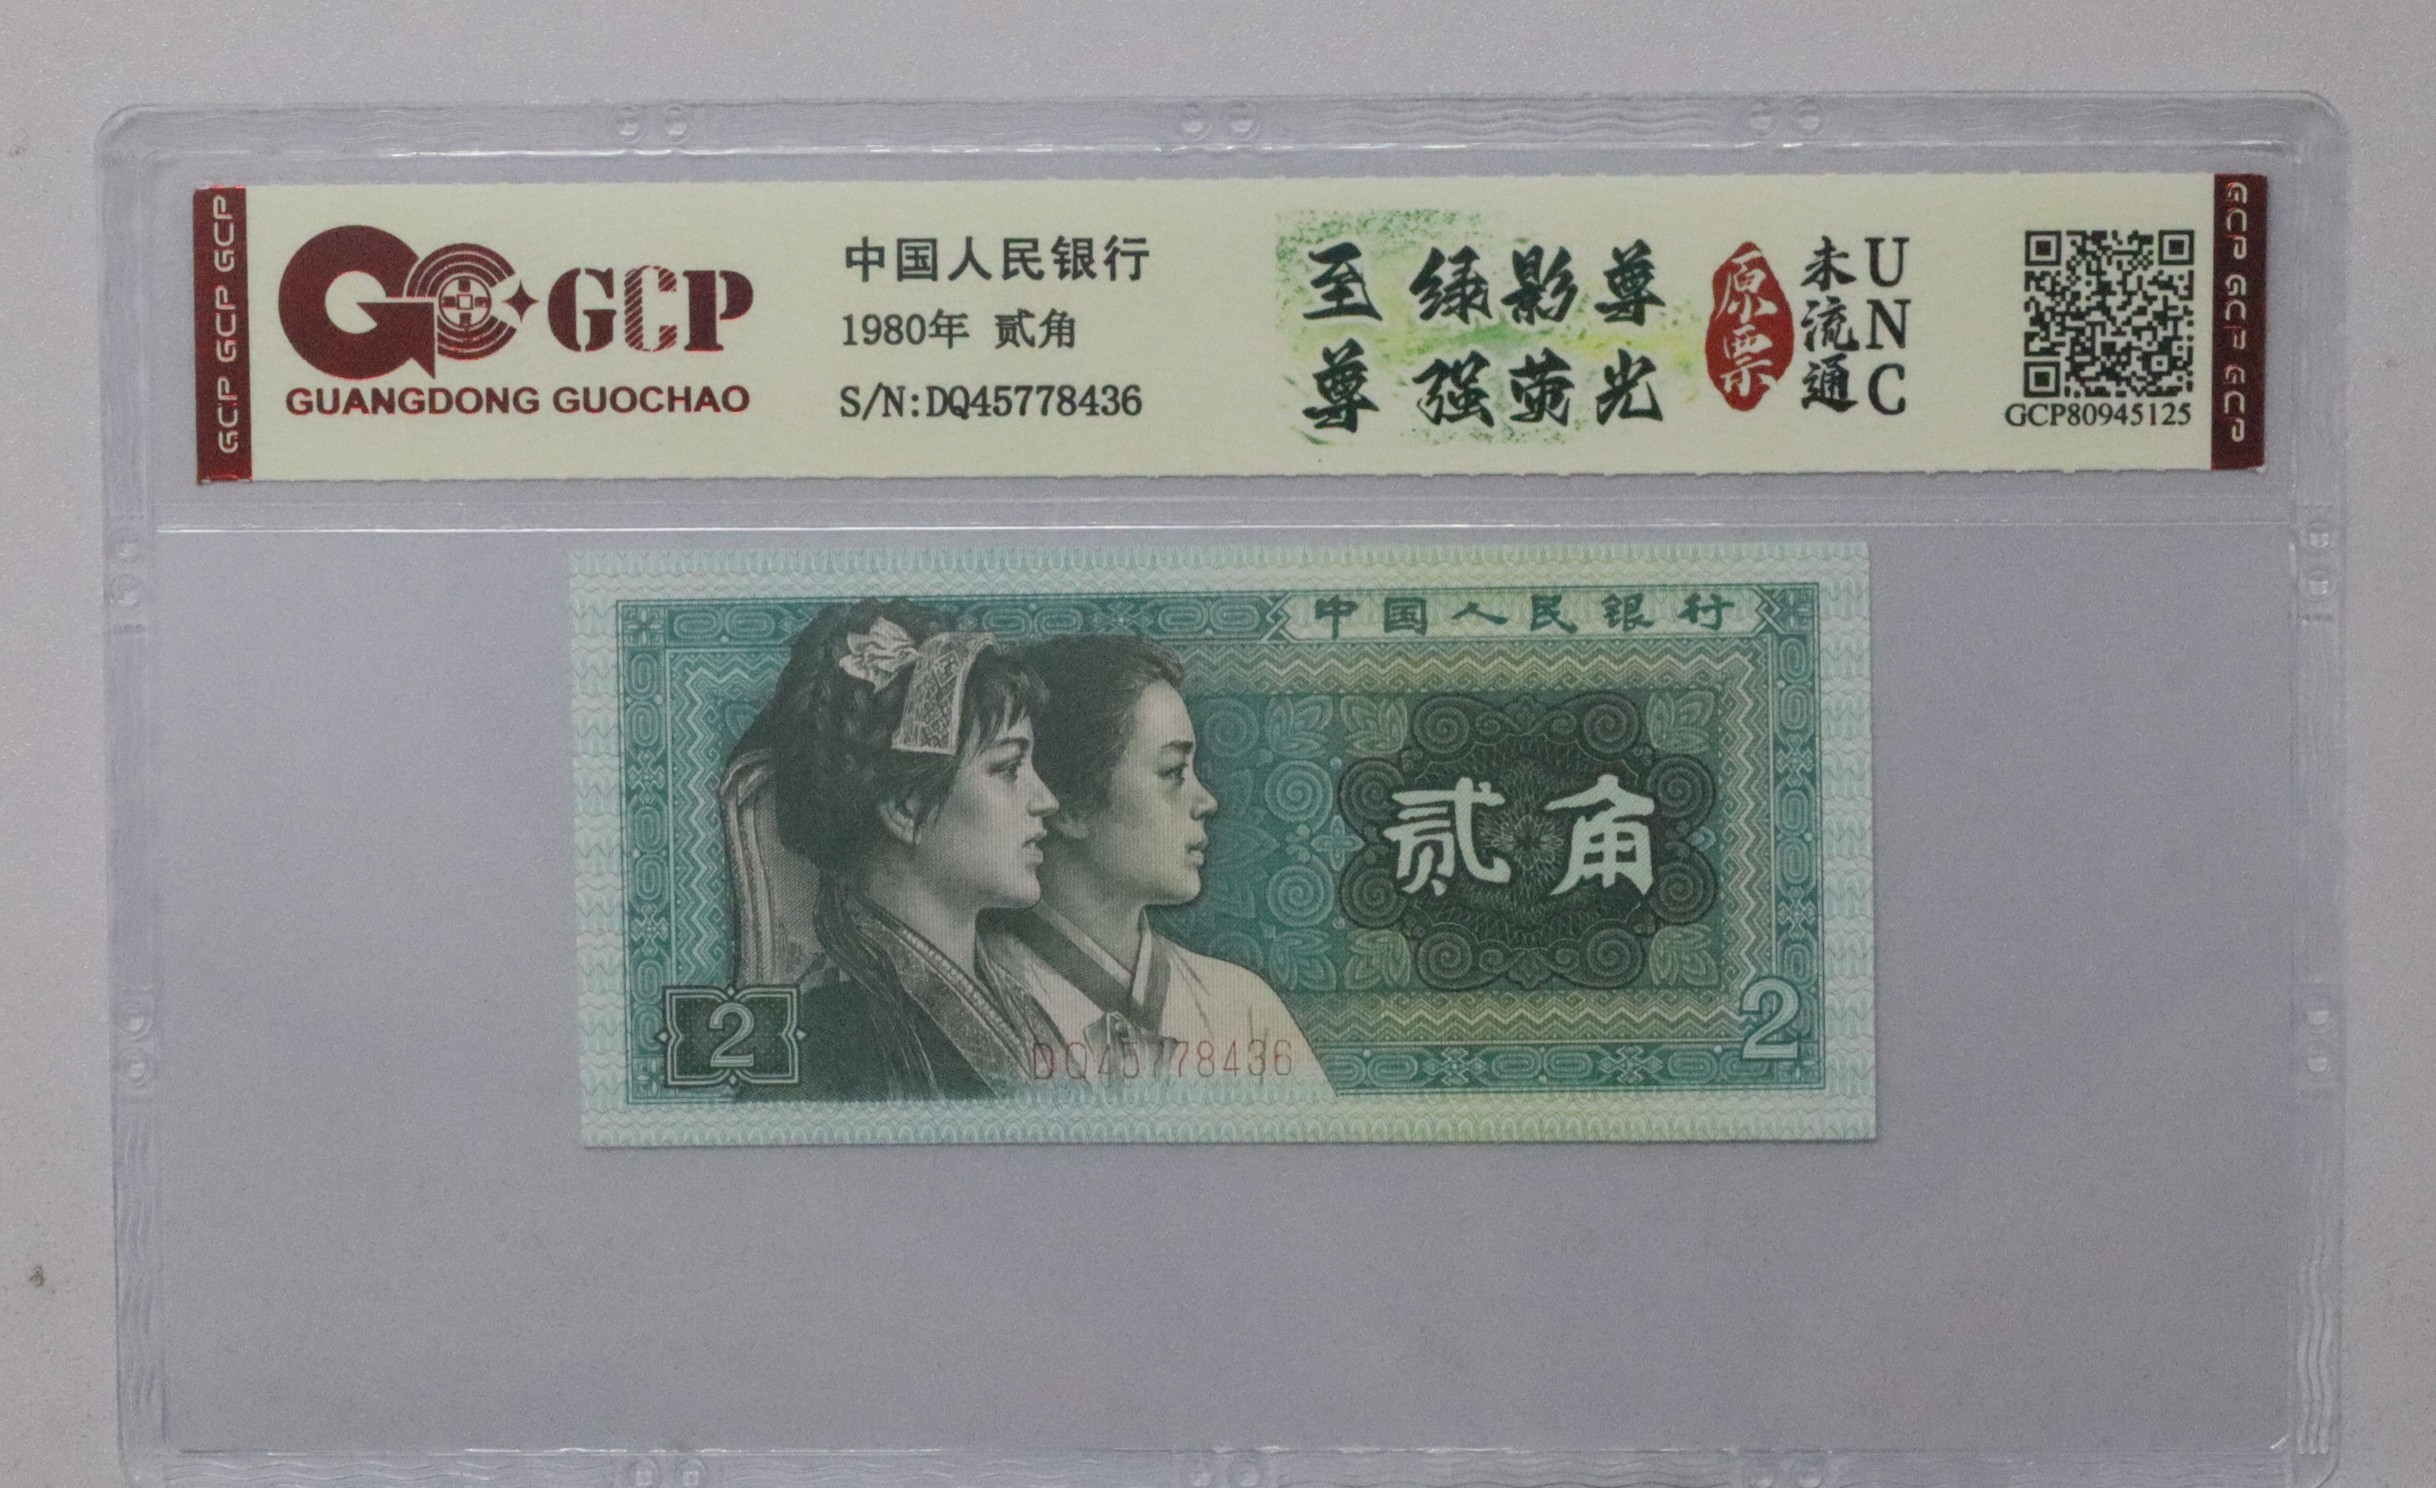 GCP GCP GCP
GCP
GUANGDONG GUOCHAO
中国人民银行
1980年 贰角
S/N:DQ45778436
至尊
绿影尊
强荧光
原票
未流通
UNC
GCP80945125
GCP GCP GCP
中国人民银行
贰角
2
DQ45778436
2